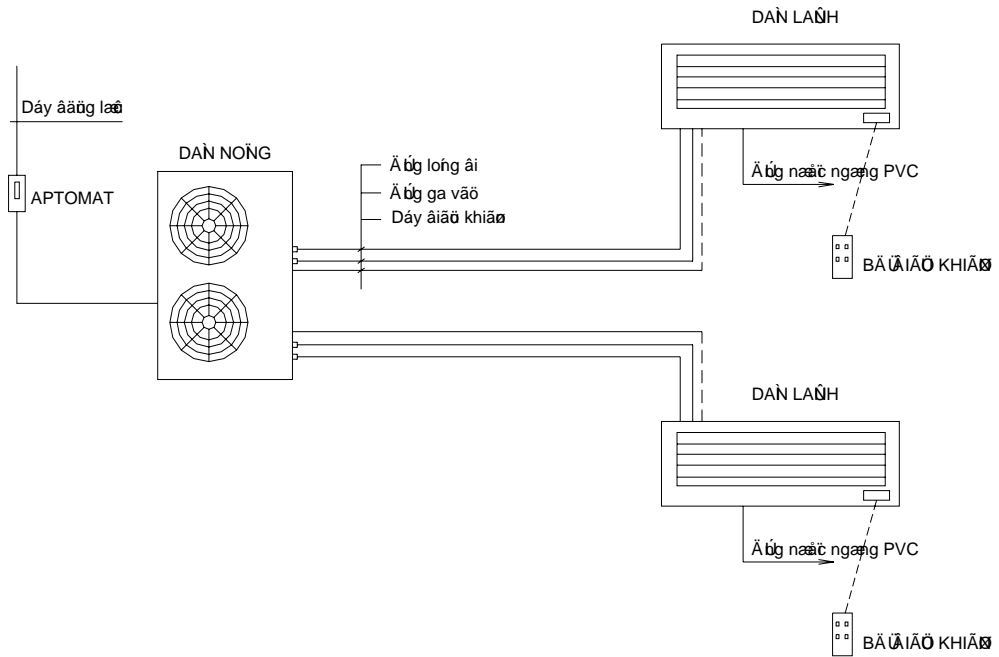 DAÌN LAÛNH
Dáy âäüng læûc
DAÌN NOÏNG
APTOMAT
ÄÚng loíng âi
ÄÚng ga vãö
Dáy âiãöu khiãøn
ÄÚng næåïc ngæng PVC
BÄÜ ÂIÃÖU KHIÃØN
DAÌN LAÛNH
ÄÚng næåïc ngæng PVC
BÄÜ ÂIÃÖU KHIÃØN